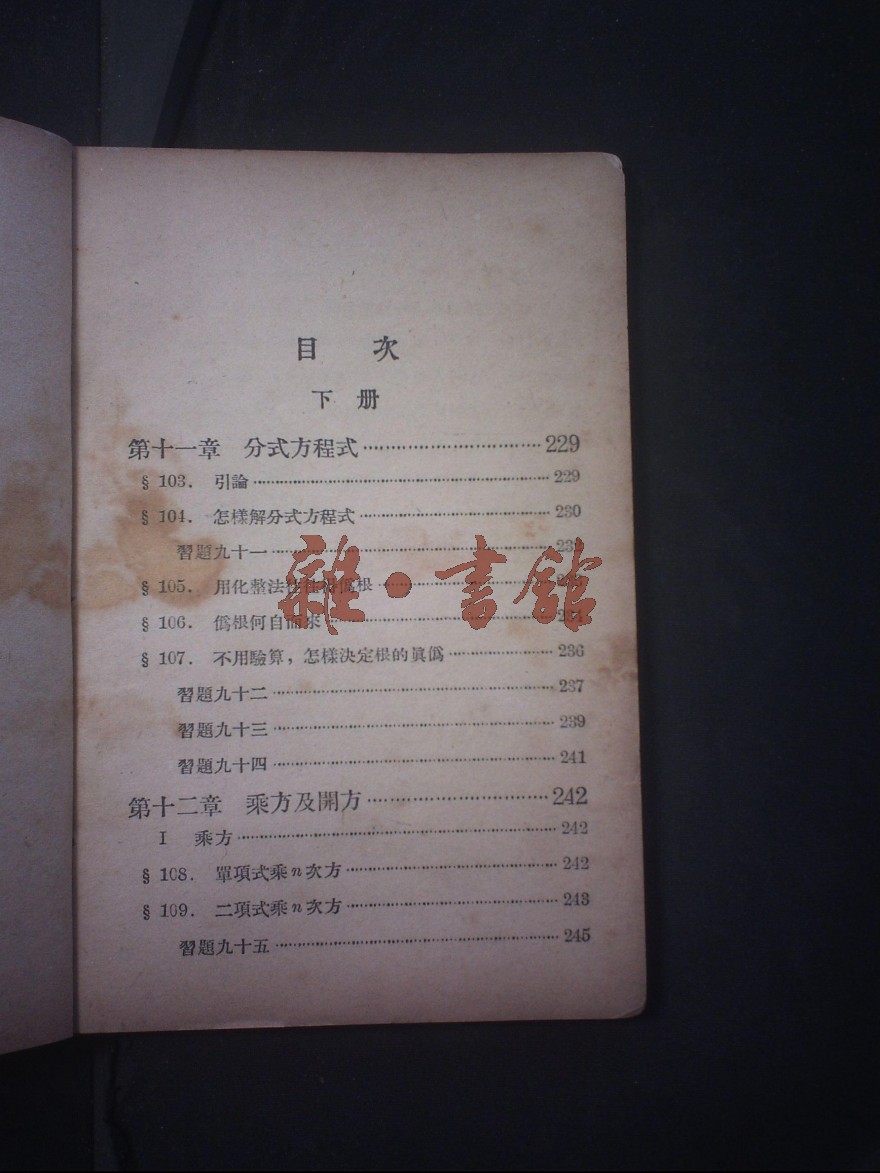 目 次
下 册
第十一章 分式方程式 229
§ 103. 引論 229
§ 104. 怎樣解分式方程式 230
習題九十一
§ 105. 用化整法往往得僞根
§ 106. 僞根何自而來 234
§ 107. 不用驗算，怎樣決定根的眞僞 236
習題九十二 237
習題九十三 239
習題九十四 241
第十二章 乘方及開方 242
I 乘方 242
§ 108. 單項式乘n次方 242
§ 109. 二項式乘n次方 243
習題九十五 245
雜·書館